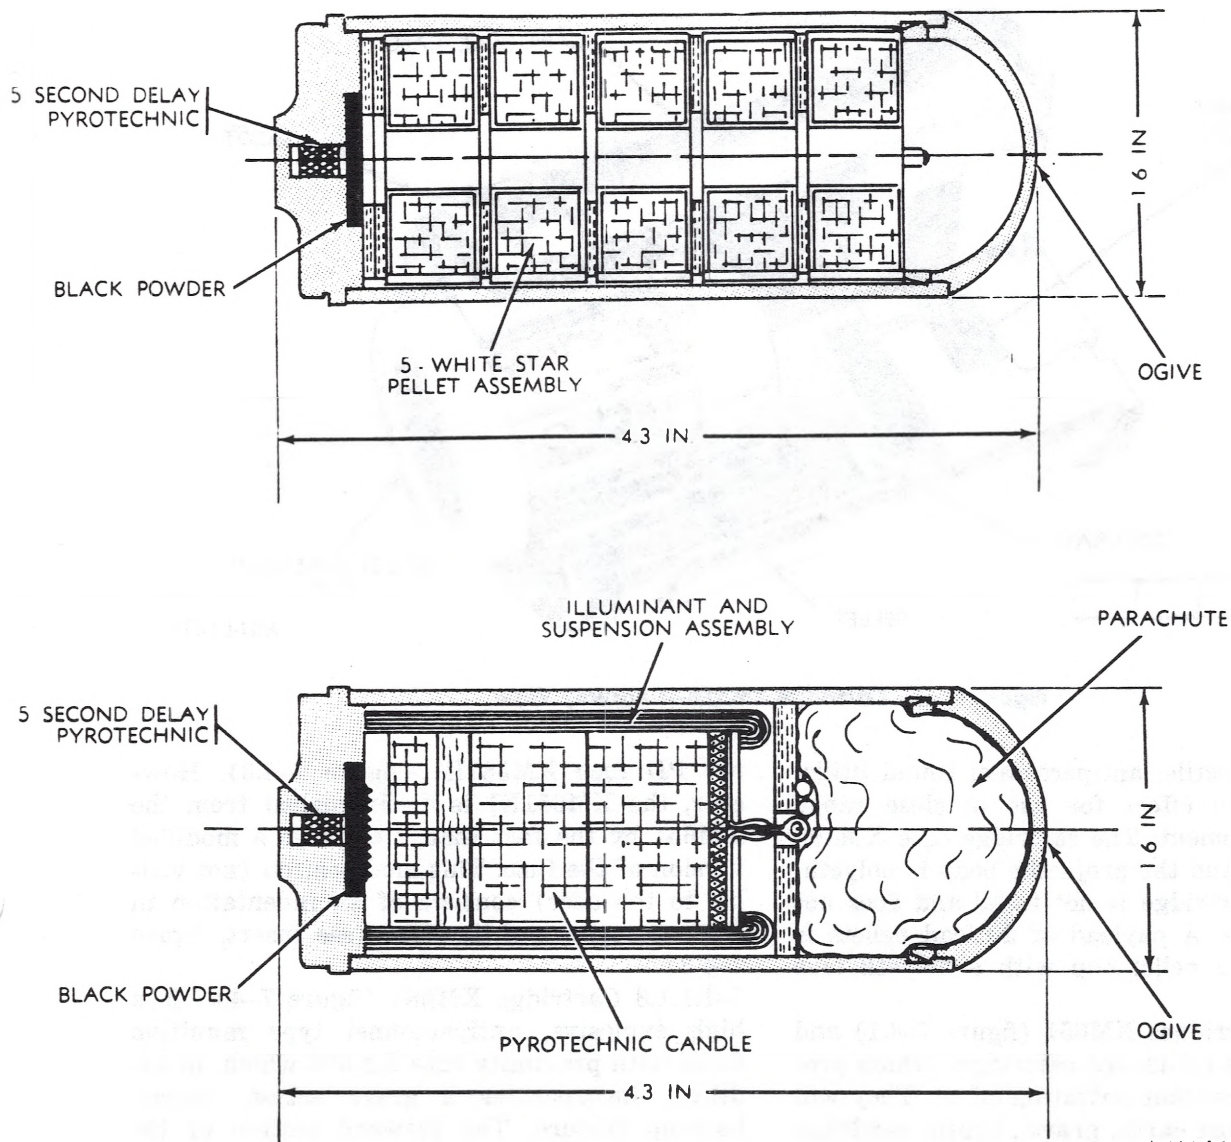 5 SECOND DELAY
PYROTECHNIC
BLACK POWDER
5 - WHITE STAR
PELLET ASSEMBLY
OGIVE
1 6 IN
4.3 IN.
ILLUMINANT AND
SUSPENSION ASSEMBLY
PARACHUTE
5 SECOND DELAY
PYROTECHNIC
BLACK POWDER
PYROTECHNIC CANDLE
OGIVE
1 6 IN
4.3 IN